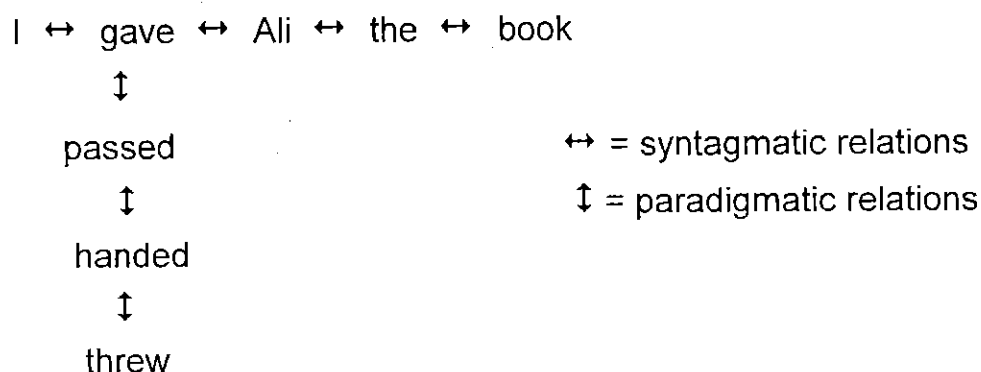 I ↔ gave ↔ Ali ↔ the ↔ book
↕
passed
↕
handed
↕
threw
↔ = syntagmatic relations
↕ = paradigmatic relations